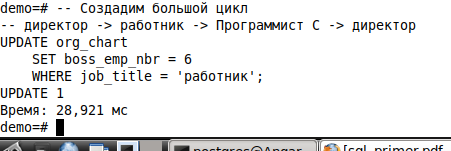 demo=# -- Создадим большой цикл
-- директор -> работник -> Программист С -> директор
UPDATE org_chart
SET boss_emp_nbr = 6
WHERE job_title = 'работник';
UPDATE 1
Время: 28,921 мс
demo=#
postgres@Angar
[sql_primer.pdf